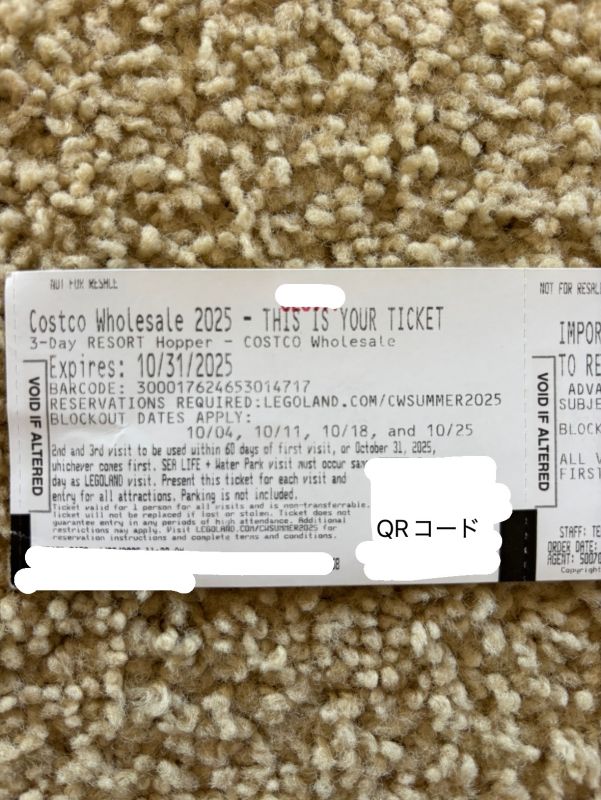 NOT FOR RESALE
Costco Wholesale 2025 - THIS IS YOUR TICKET
3-Day RESORT Hopper - COSTCO Wholesale
Expires: 10/31/2025
BARCODE: 300017624653014717
RESERVATIONS REQUIRED:LEGOLAND.COM/CWSUMMER2025
BLOCKOUT DATES APPLY:
10/04, 10/11, 10/18, and 10/25
2nd and 3rd visit to be used within 60 days of first visit, or October 31, 2025,
whichever comes first. SEA LIFE + Water Park visit must occur
day as LEGOLAND visit. Present this ticket for each visit and
entry for all attractions. Parking is not included.
Ticket valid for 1 person for all visits and is non-transferrable.
Ticket will not be replaced if lost or stolen. Ticket does not
guarantee entry in any periods of high attendance. Additional
restrictions may apply. Visit LEGOLAND.COM/CWSUMMER2025 for
reservation instructions and complete terms and conditions.
VOID IF ALTERED
QRコード
NOT FOR RESAL
IMPOR
TO RE
ADVA
SUBJE
BLOCK
ALL V
FIRST
VOID IF ALTERED
STAFF: TE
ORDER DATE:
AGENT: 50070
Copyright